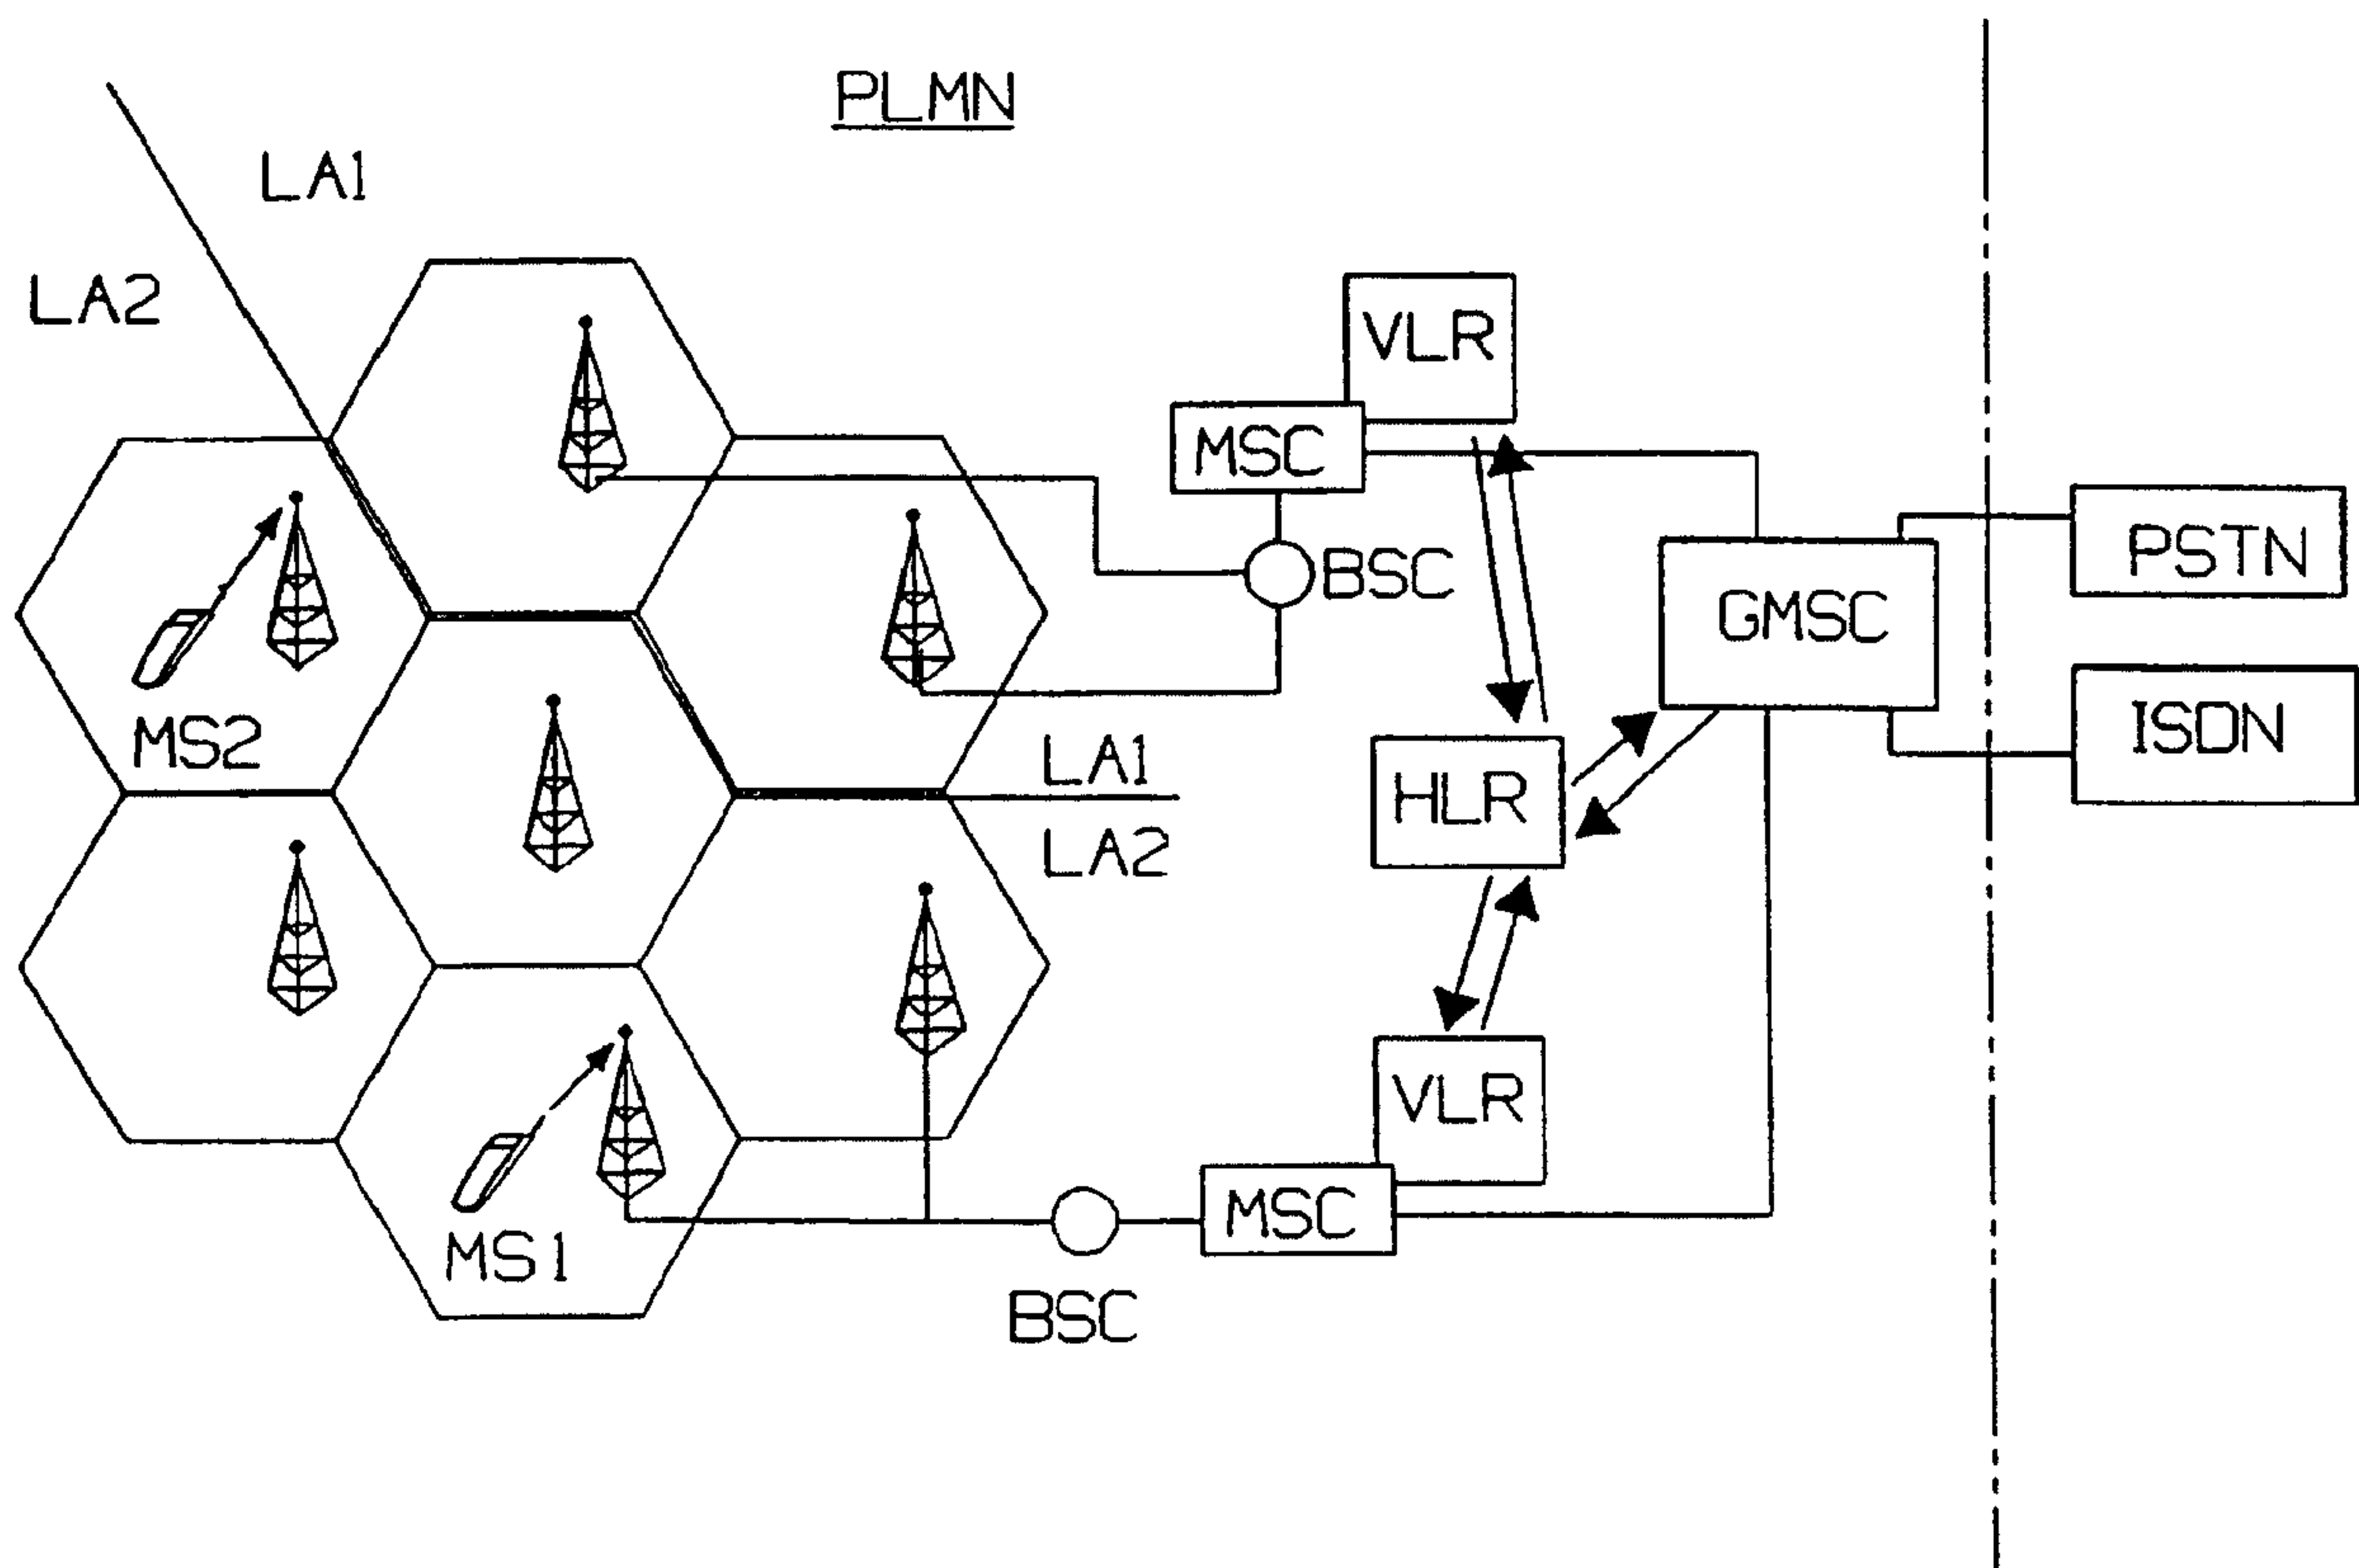 PLMN
LA1
LA2
VLR
MSC
PSTN
BSC
GMSC
MS2
ISDN
LA1
HLR
LA2
VLR
MSC
MS1
BSC